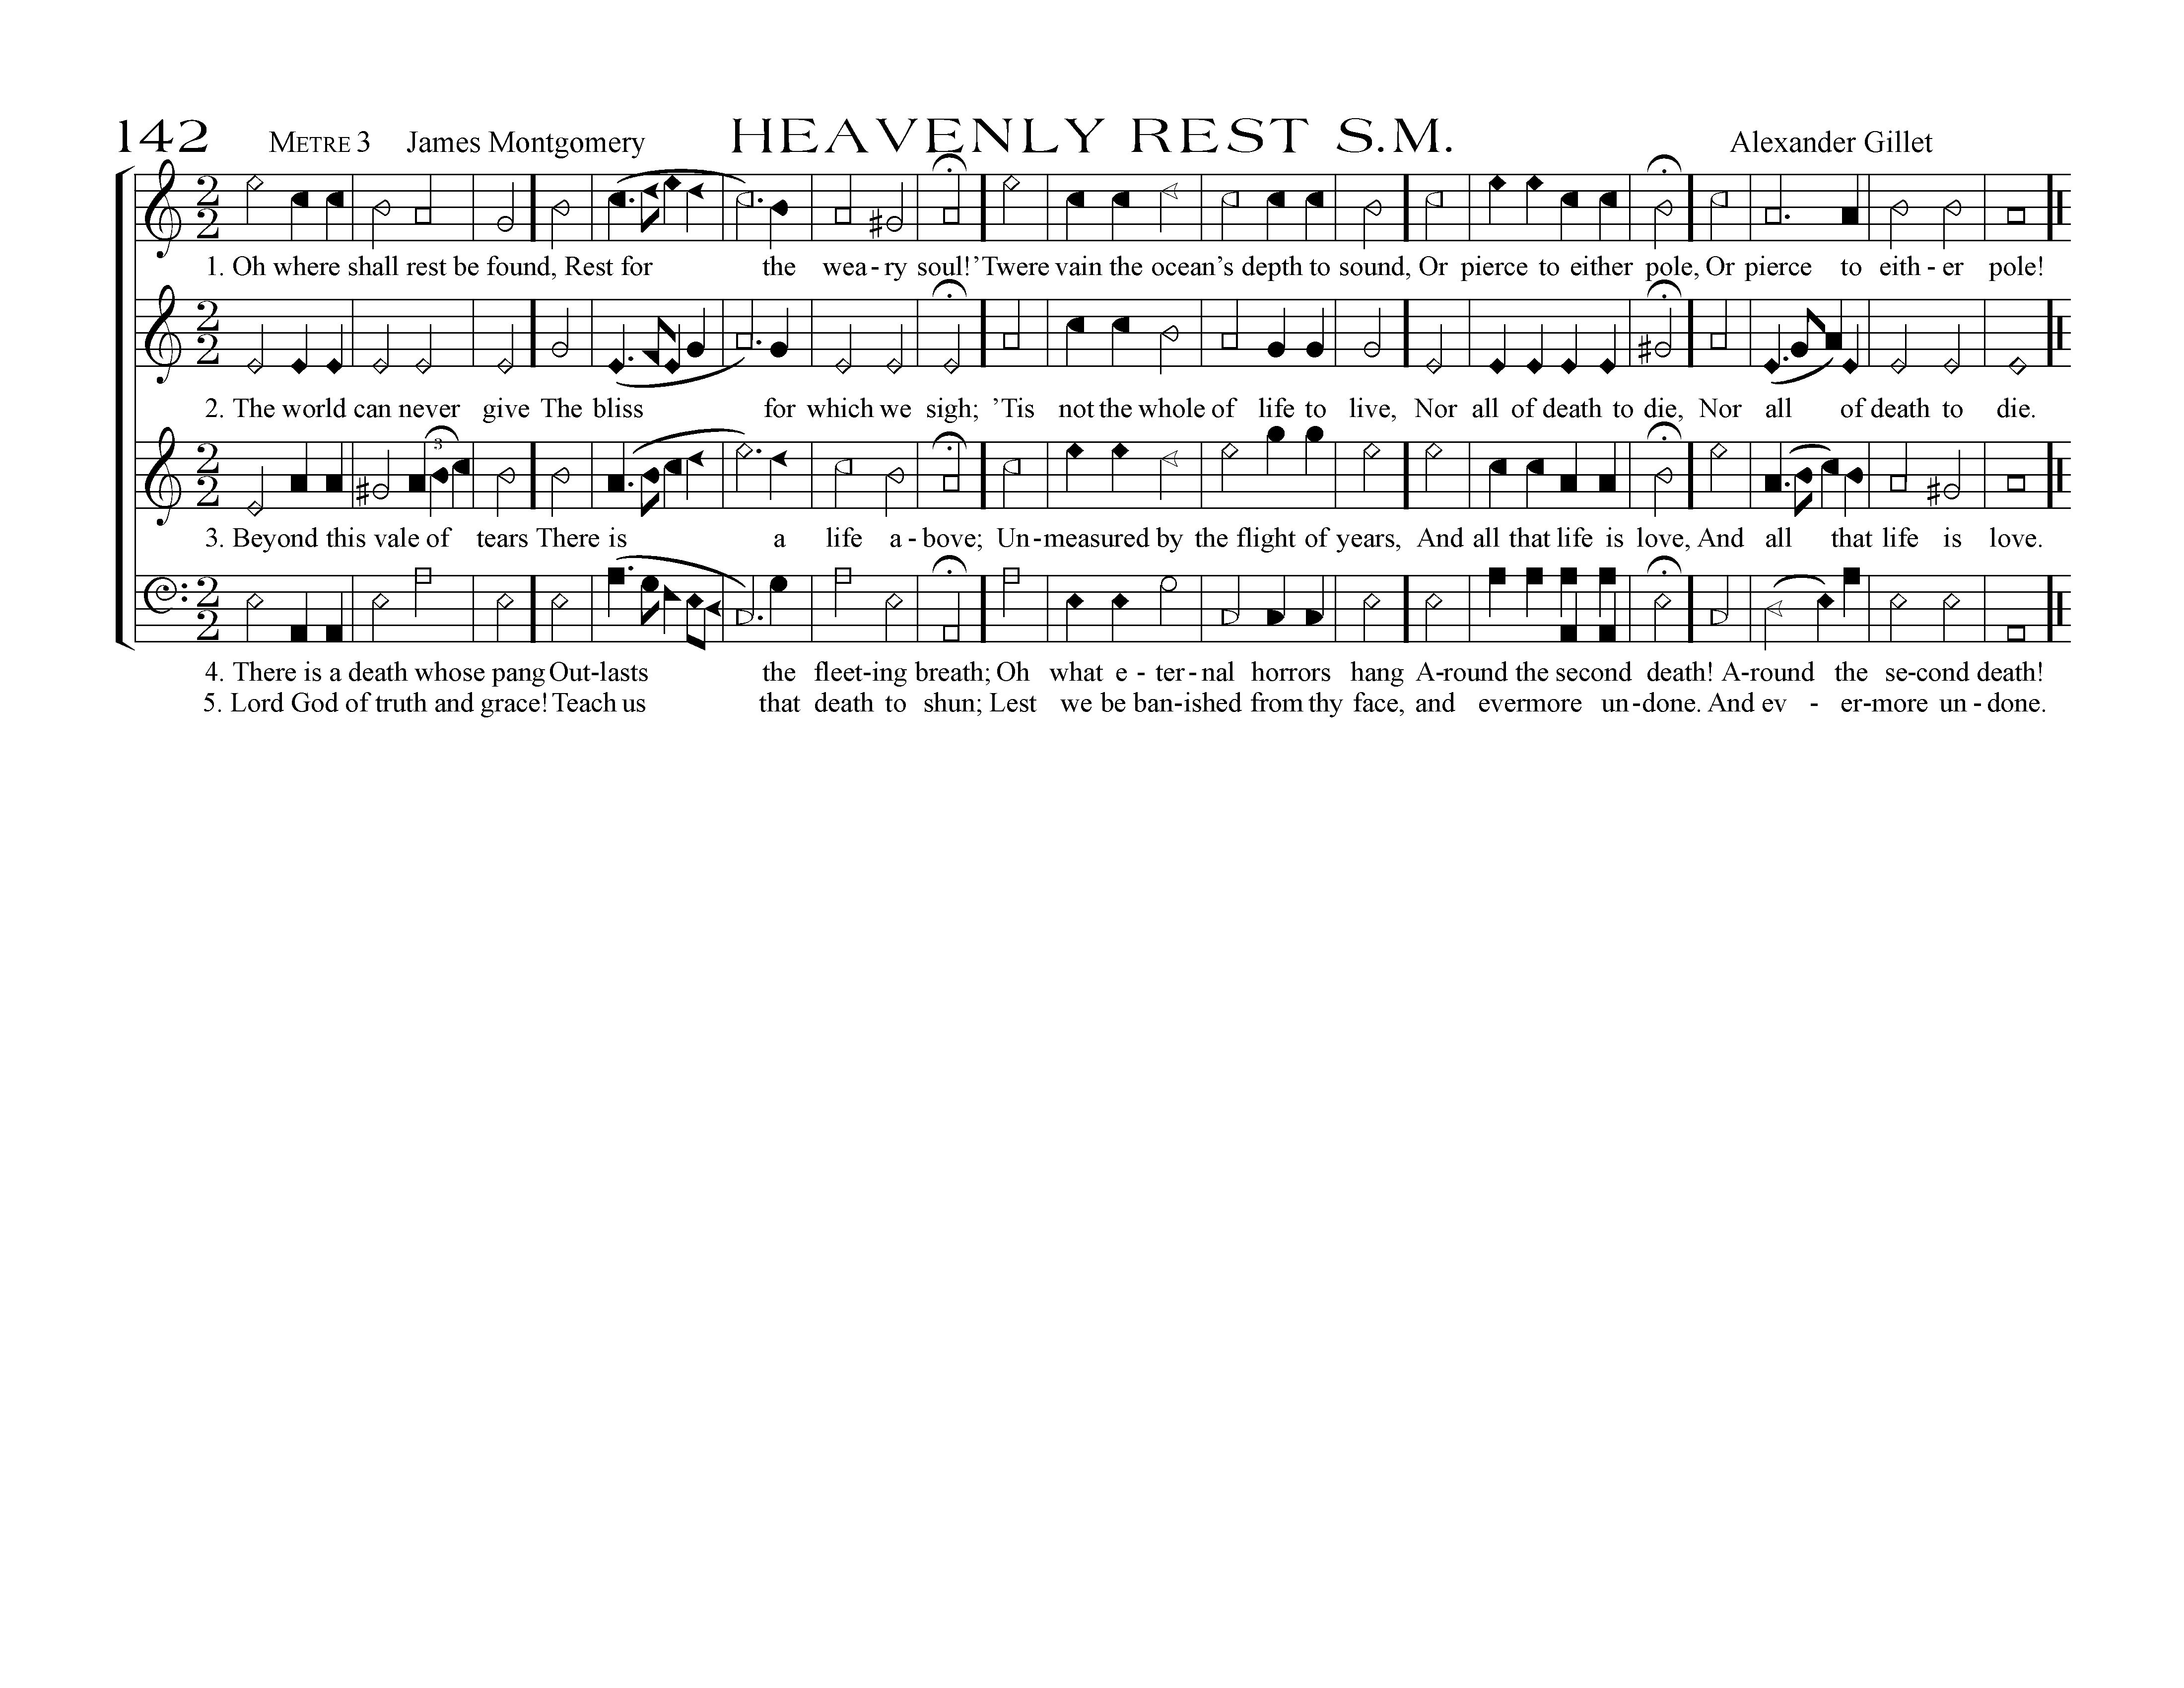 142 METRE 3 James Montgomery HEAVENLY REST S.M. Alexander Gillet
1. Oh where shall rest be found, Rest for the wea-ry soul! ’Twere vain the ocean’s depth to sound, Or pierce to either pole, Or pierce to eith-er pole!
2. The world can never give The bliss for which we sigh; ’Tis not the whole of life to live, Nor all of death to die, Nor all of death to die.
3
3. Beyond this vale of tears There is a life a-bove; Un-measured by the flight of years, And all that life is love, And all that life is love.
4. There is a death whose pang Out-lasts the fleet-ing breath; Oh what e-ter-nal horrors hang A-round the second death! A-round the se-cond death!
5. Lord God of truth and grace! Teach us that death to shun; Lest we be ban-ished from thy face, and evermore un-done. And ev-er-more un-done.